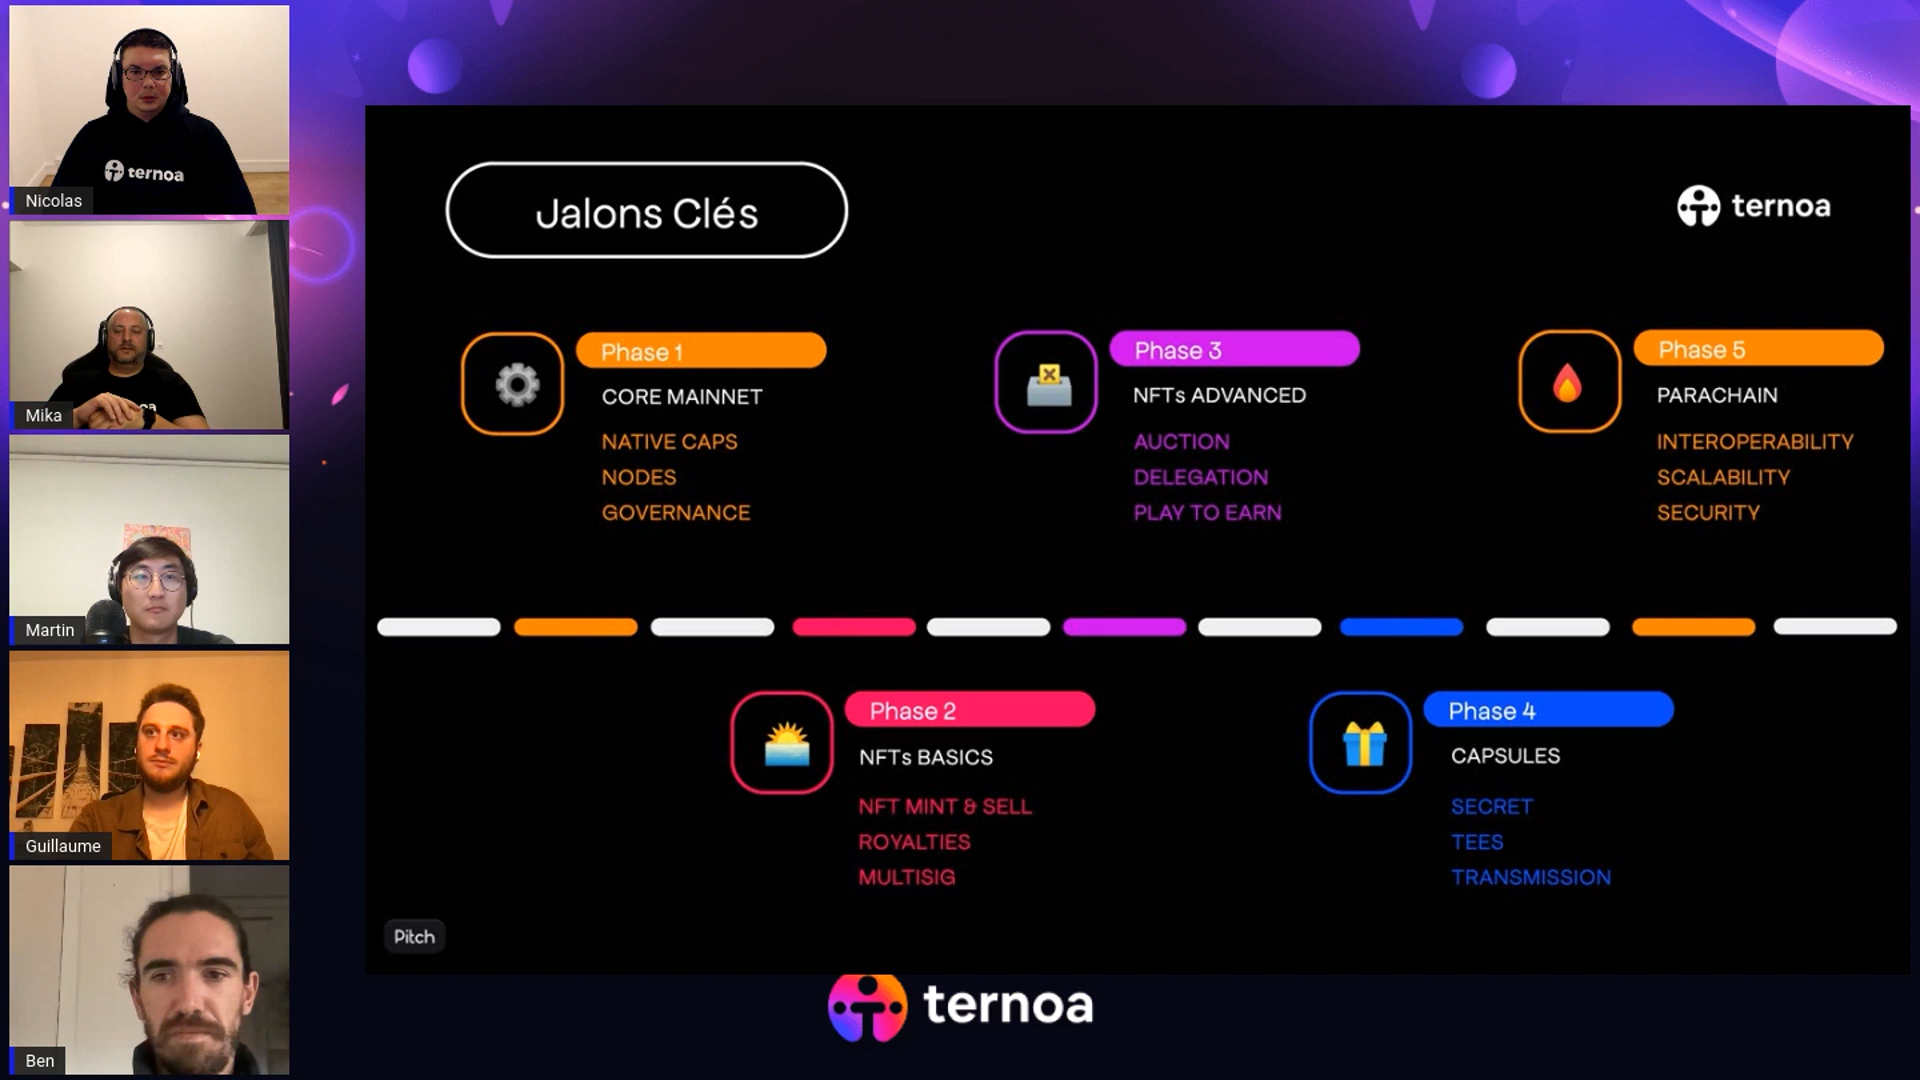 ternoa
Nicolas
Mika
Martin
Guillaume
Ben
Jalons Clés
ternoa
Phase 1
CORE MAINNET
NATIVE CAPS
NODES
GOVERNANCE
Phase 3
NFTs ADVANCED
AUCTION
DELEGATION
PLAY TO EARN
Phase 5
PARACHAIN
INTEROPERABILITY
SCALABILITY
SECURITY
Phase 2
NFTs BASICS
NFT MINT & SELL
ROYALTIES
MULTISIG
Phase 4
CAPSULES
SECRET
TEES
TRANSMISSION
Pitch
ternoa